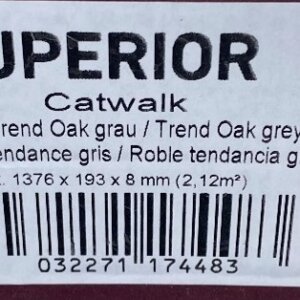 UPERIOR
Catwalk
rend Oak grau / Trend Oak grey
endance gris / Roble tendancia g
. 1376 x 193 x 8 mm (2,12m²)
032271 174483